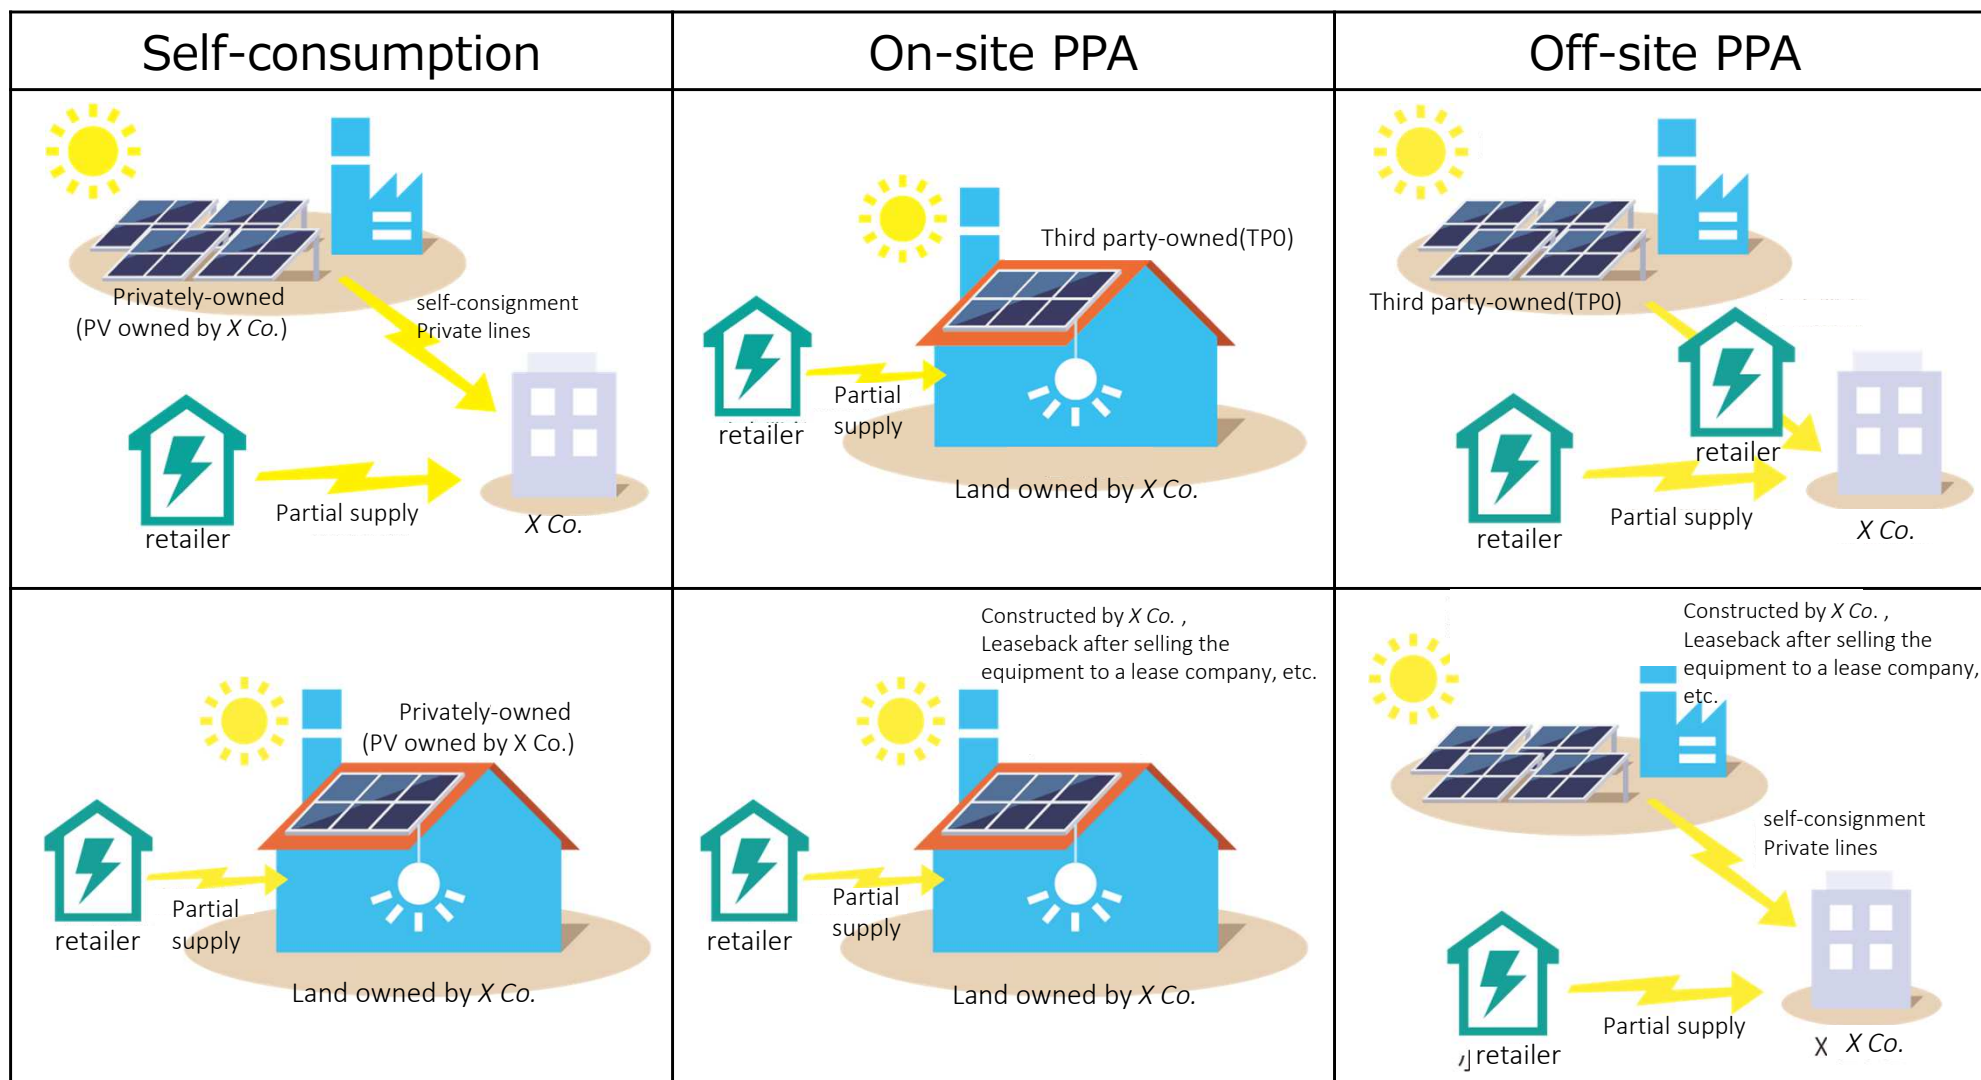 Self-consumption
On-site PPA
Off-site PPA
Privately-owned
(PV owned by X Co.)
self-consignment
Private lines
retailer
Partial supply
X Co.
Third party-owned(TPO)
retailer
Partial
supply
Land owned by X Co.
Third party-owned(TPO)
retailer
retailer
Partial supply
X Co.
Privately-owned
(PV owned by X Co.)
retailer
Partial
supply
Land owned by X Co.
Constructed by X Co. ,
Leaseback after selling the
equipment to a lease company, etc.
retailer
Partial
supply
Land owned by X Co.
Constructed by X Co. ,
Leaseback after selling the
equipment to a lease company,
etc.
self-consignment
Private lines
retailer
Partial supply
X X Co.